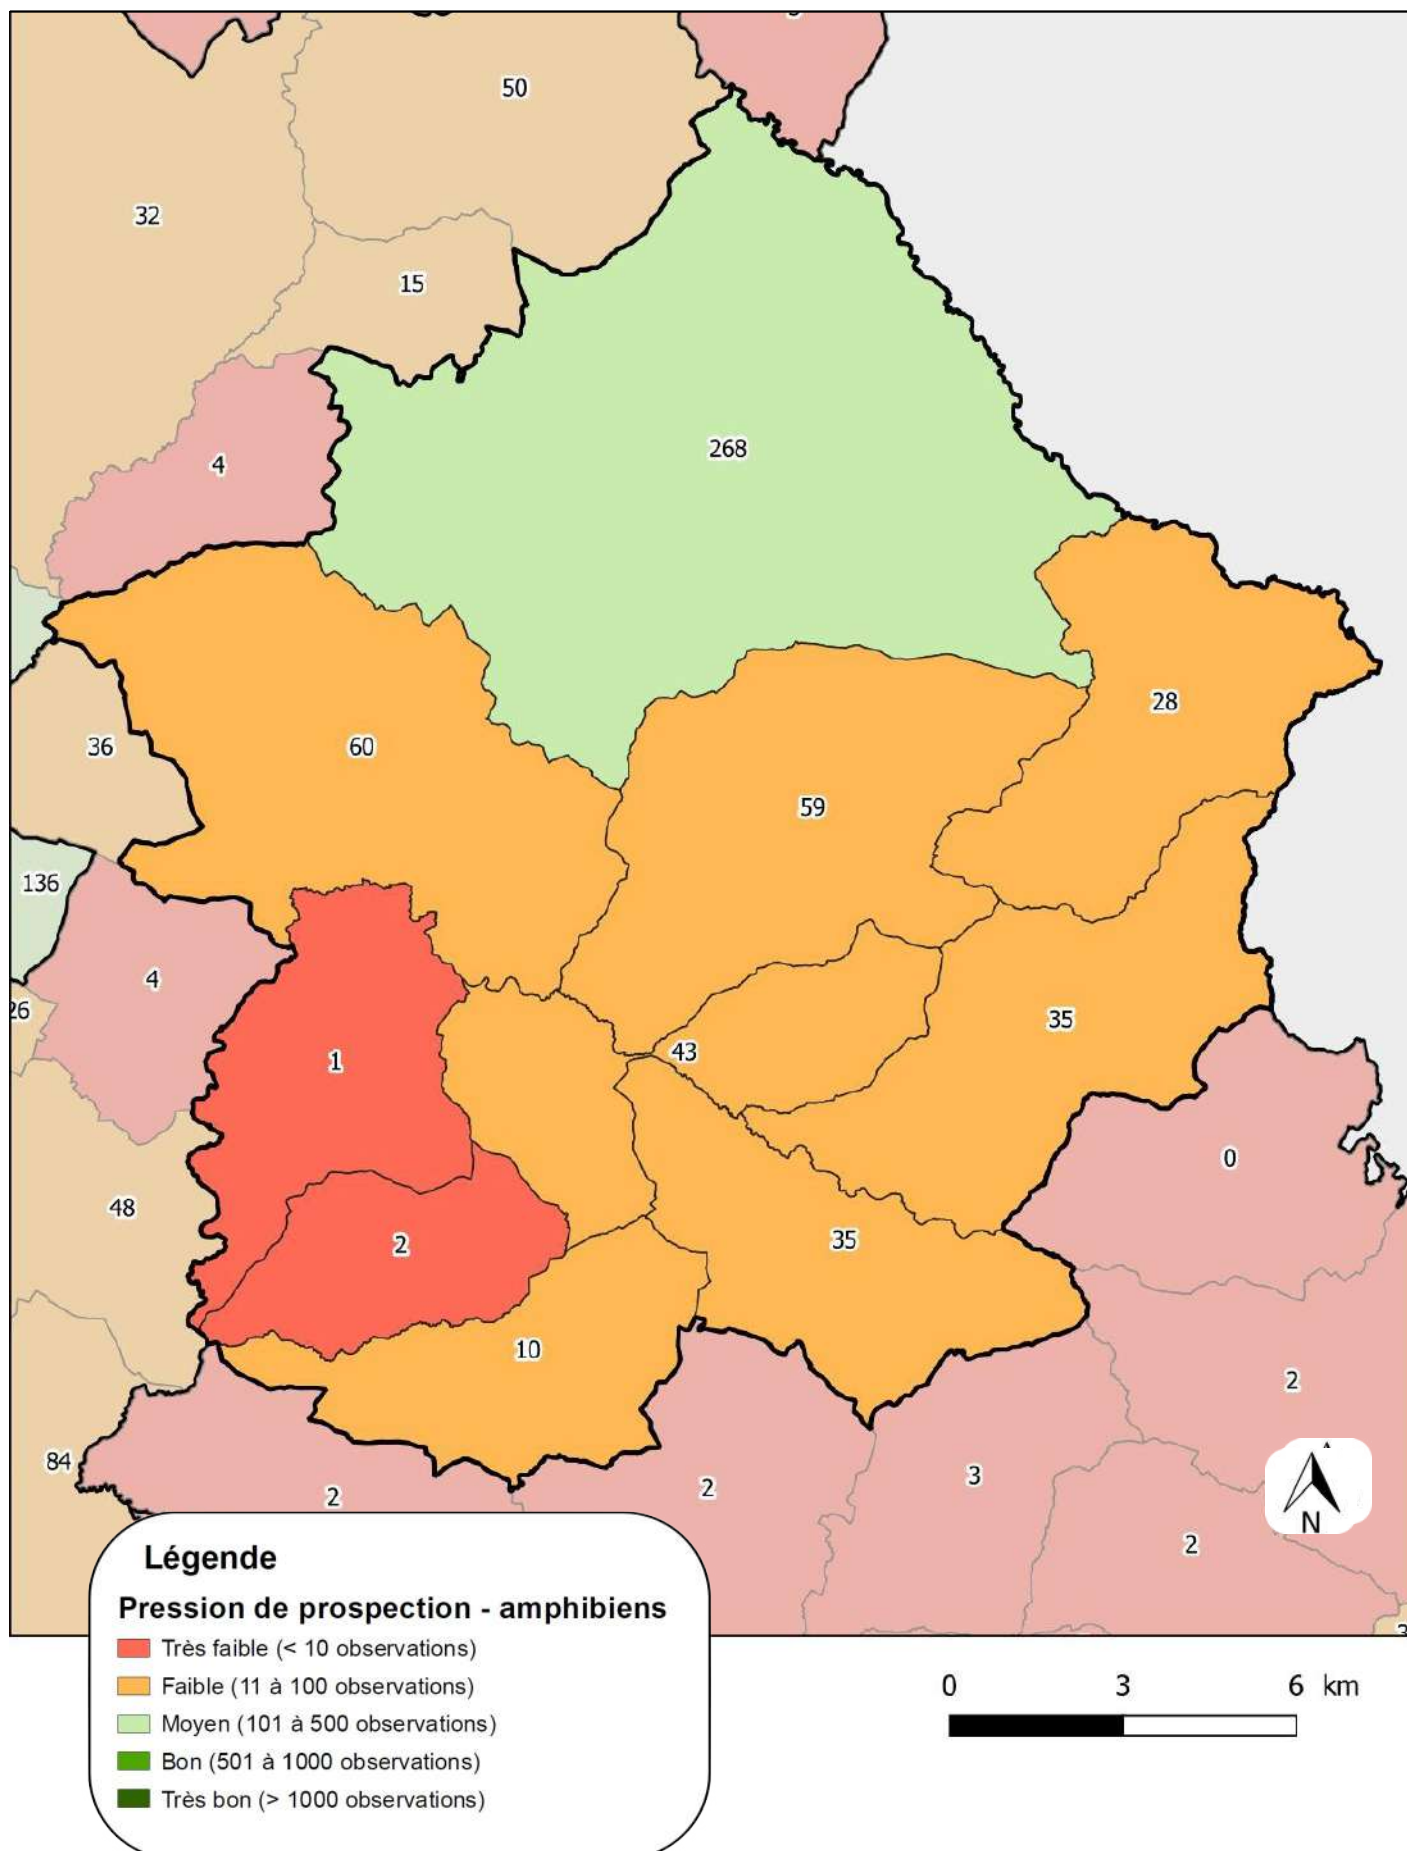 50
32
15
268
4
28
60
36
59
136
4
26
35
1
43
0
48
2
35
10
2
84
2
2
3
2
N
Légende
Pression de prospection - amphibiens
Très faible (< 10 observations)
Faible (11 à 100 observations)
Moyen (101 à 500 observations)
Bon (501 à 1000 observations)
Très bon (> 1000 observations)
0 3 6 km